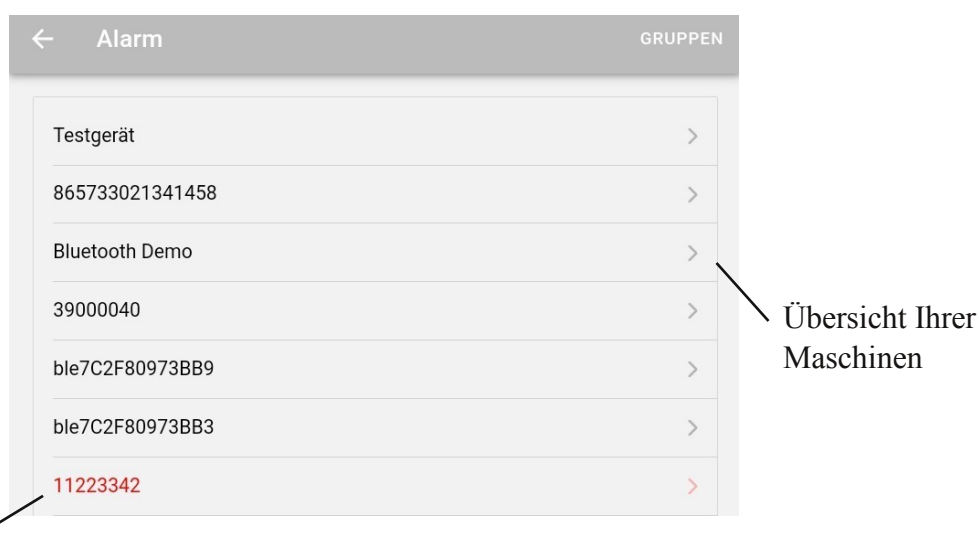 Alarm
GRUPPEN
Testgerät
865733021341458
Bluetooth Demo
39000040
ble7C2F80973BB9
ble7C2F80973BB3
11223342
Übersicht Ihrer
Maschinen